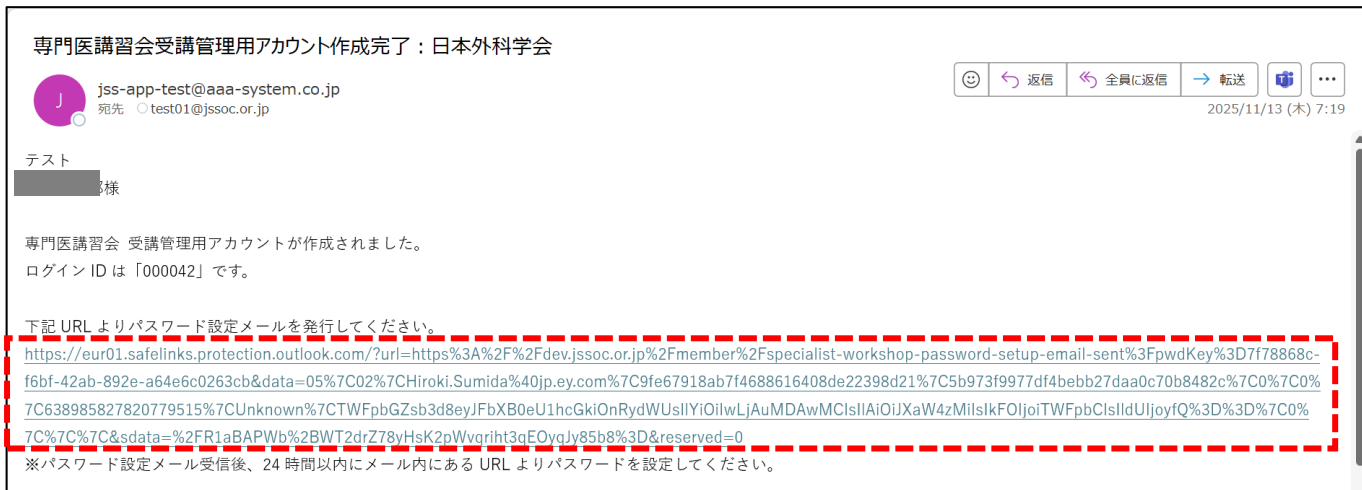 専門医講習会受講管理用アカウント作成完了：日本外科学会
J
jss-app-test@aaa-system.co.jp
宛先 test01@jssoc.or.jp
返信 全員に返信 転送
2025/11/13 (木) 7:19
テスト
様
専門医講習会 受講管理用アカウントが作成されました。
ログイン ID は「000042」です。
下記 URL よりパスワード設定メールを発行してください。
https://eur01.safelinks.protection.outlook.com/?url=https%3A%2F%2Fdev.jssoc.or.jp%2Fmember%2Fspecialist-workshop-password-setup-email-sent%3FpwdKey%3D7f78868c-
f6bf-42ab-892e-a64e6c0263cb&data=05%7C02%7CHiroki.Sumida%40jp.ey.com%7C9fe67918ab7f4688616408de22398d21%7C5b973f9977df4bebb27daa0c70b8482c%7C0%7C0%
7C638985827820779515%7CUnknown%7CTWFpbGZsb3d8eyJFbXB0eU1hcGkiOnRydWUsIlYiOiIwLjAuMDAwMCIsIlAiOiJXaW4zMiIsIkFOIjoiTWFpbCIsIldUIjoyfQ%3D%3D%7C0%
7C%7C%7C&sdata=%2FR1aBAPWb%2BWT2drZ78yHsK2pWvqriht3qEOyqJy85b8%3D&reserved=0
※パスワード設定メール受信後、24 時間以内にメール内にある URL よりパスワードを設定してください。